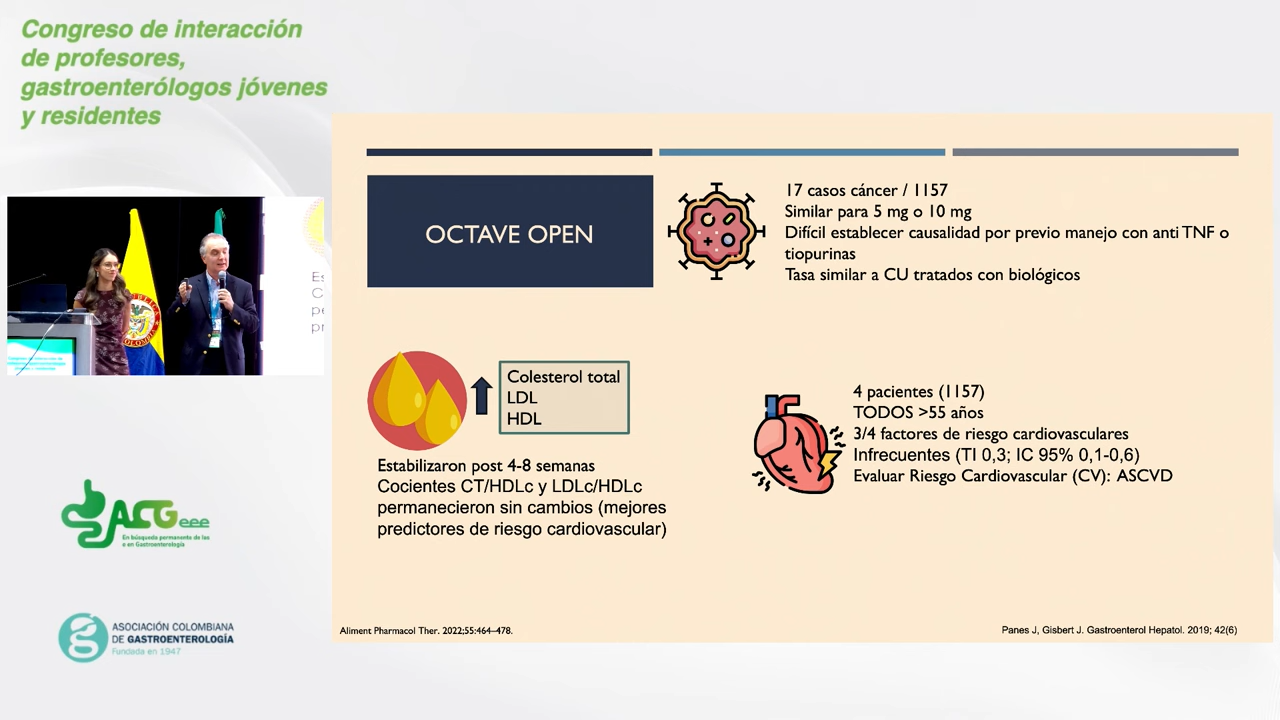 Congreso de interacción
de profesores,
gastroenterólogos jóvenes
y residentes
OCTAVE OPEN
17 casos cáncer / 1157
Similar para 5 mg o 10 mg
Difícil establecer causalidad por previo manejo con anti TNF o
tiopurinas
Tasa similar a CU tratados con biológicos
Colesterol total
LDL
HDL
Estabilizaron post 4-8 semanas
Cocientes CT/HDLc y LDLc/HDLc
permanecieron sin cambios (mejores
predictores de riesgo cardiovascular)
4 pacientes (1157)
TODOS >55 años
3/4 factores de riesgo cardiovasculares
Infrecuentes (TI 0,3; IC 95% 0,1-0,6)
Evaluar Riesgo Cardiovascular (CV): ASCVD
Aliment Pharmacol Ther. 2022;55:464–478.
Panes J, Gisbert J. Gastroenterol Hepatol. 2019; 42(6)
ACGeee
En búsqueda permanente de las
e en Gastroenterología
ASOCIACIÓN COLOMBIANA
DE GASTROENTEROLOGÍA
Fundada en 1947